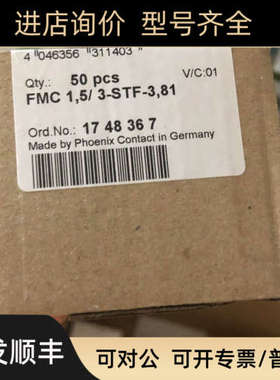 进店询价 型号齐全
4 "046356 "311403"
Qty.: 50 pcs
V/C:01
FMC 1,5/ 3-STF-3,81
Ord.No.: 17 48 36 7
Made by Phoenix Contact in Germany
发顺丰
可对公 可开专票/普